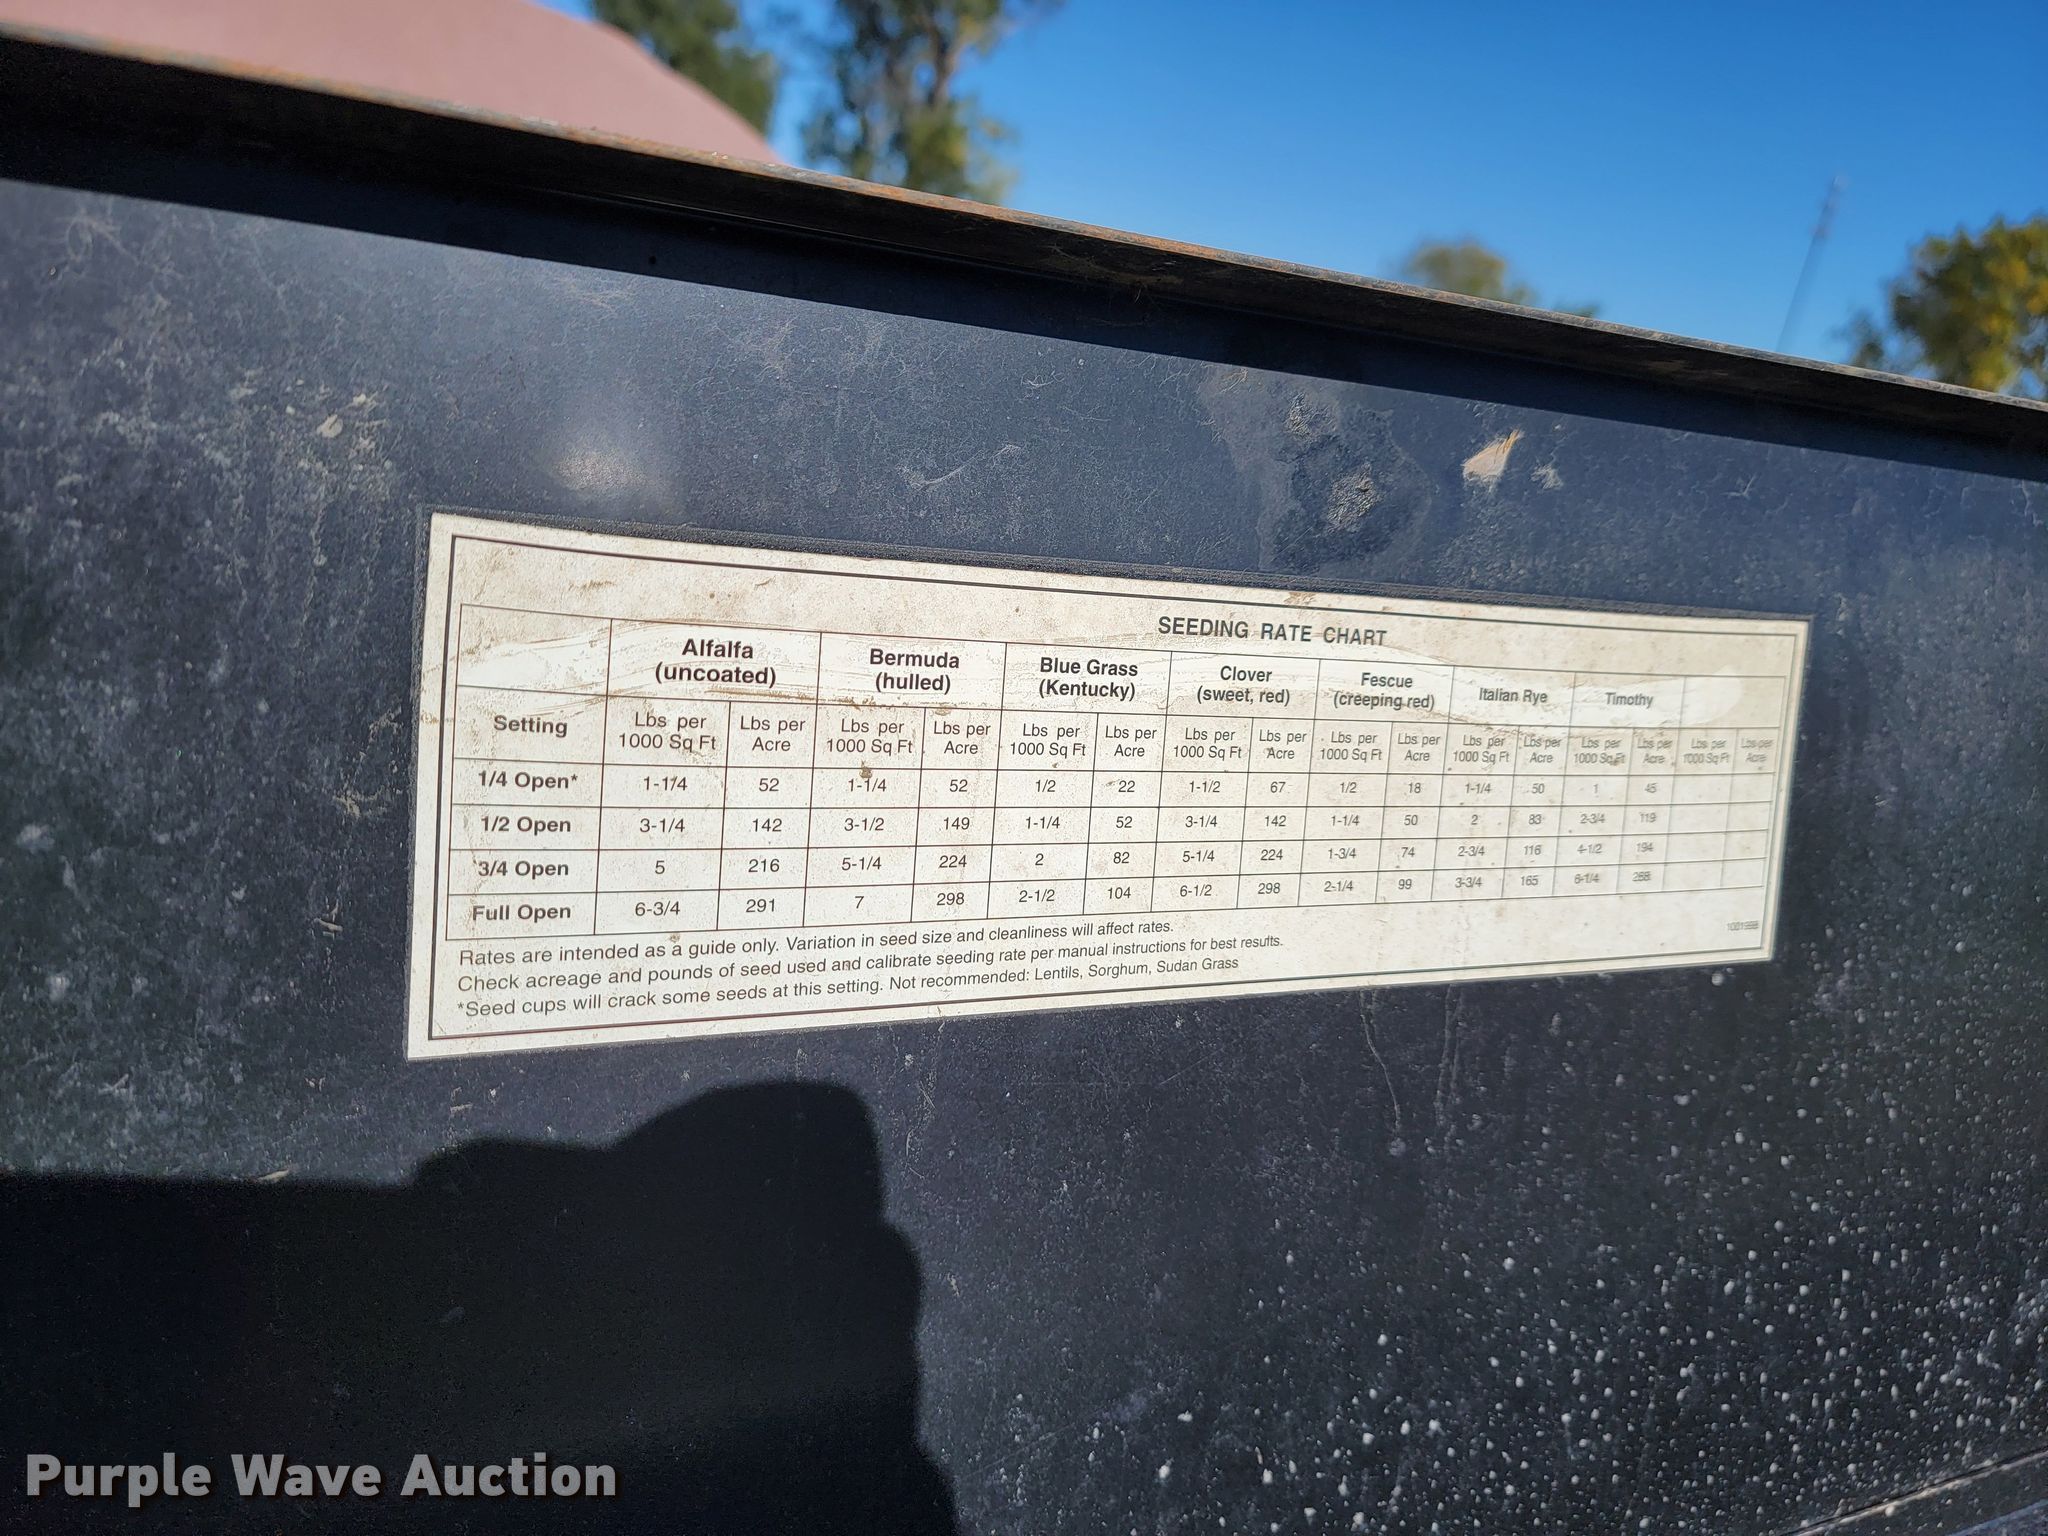 SEEDING RATE CHART
Alfalfa (uncoated) Bermuda (hulled) Blue Grass (Kentucky) Clover (sweet, red) Fescue (creeping red) Italian Rye Timothy
Setting Lbs per 1000 Sq Ft Lbs per Acre Lbs per 1000 Sq Ft Lbs per Acre Lbs per 1000 Sq Ft Lbs per Acre Lbs per 1000 Sq Ft Lbs per Acre Lbs per 1000 Sq Ft Lbs per Acre Lbs per 1000 Sq Ft Lbs per Acre Lbs per 1000 Sq Ft Lbs per Acre Lbs per 1000 Sq Ft Lbs per Acre
1/4 Open* 1-1/4 52 1-1/4 52 1/2 22 1-1/2 67 1/2 18 1-1/4 50 1 45
1/2 Open 3-1/4 142 3-1/2 149 1-1/4 52 3-1/4 142 1-1/4 50 2 83 2-3/4 119
3/4 Open 5 216 5-1/4 224 2 82 5-1/4 224 1-3/4 74 2-3/4 116 4-1/2 194
Full Open 6-3/4 291 7 298 2-1/2 104 6-1/2 298 2-1/4 99 3-3/4 165 6-1/4
Rates are intended as a guide only. Variation in seed size and cleanliness will affect rates.
Check acreage and pounds of seed used and calibrate seeding rate per manual instructions for best results.
*Seed cups will crack some seeds at this setting. Not recommended: Lentils, Sorghum, Sudan Grass
Purple Wave Auction